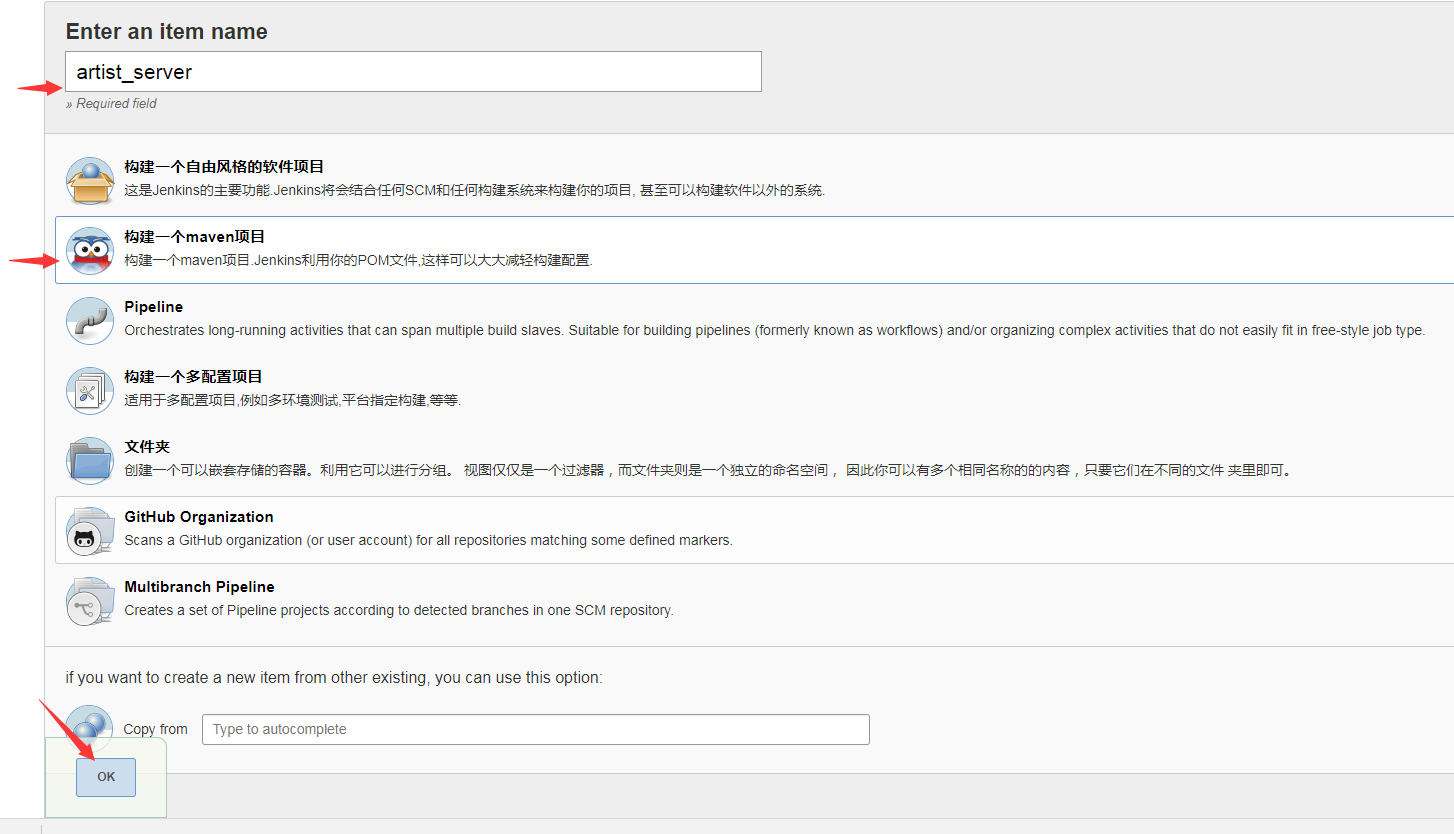 Enter an item name
artist_server
» Required field
构建一个自由风格的软件项目
这是Jenkins的主要功能.Jenkins将会结合任何SCM和任何构建系统来构建你的项目, 甚至可以构建软件以外的系统.
构建一个maven项目
构建一个maven项目.Jenkins利用你的POM文件,这样可以大大减轻构建配置.
Pipeline
Orchestrates long-running activities that can span multiple build slaves. Suitable for building pipelines (formerly known as workflows) and/or organizing complex activities that do not easily fit in free-style job type.
构建一个多配置项目
适用于多配置项目,例如多环境测试,平台指定构建,等等.
文件夹
创建一个可以嵌套存储的容器。利用它可以进行分组。 视图仅仅是一个过滤器，而文件夹则是一个独立的命名空间， 因此你可以有多个相同名称的的内容，只要它们在不同的文件 夹里即可。
GitHub Organization
Scans a GitHub organization (or user account) for all repositories matching some defined markers.
Multibranch Pipeline
Creates a set of Pipeline projects according to detected branches in one SCM repository.
if you want to create a new item from other existing, you can use this option:
Copy from
Type to autocomplete
OK